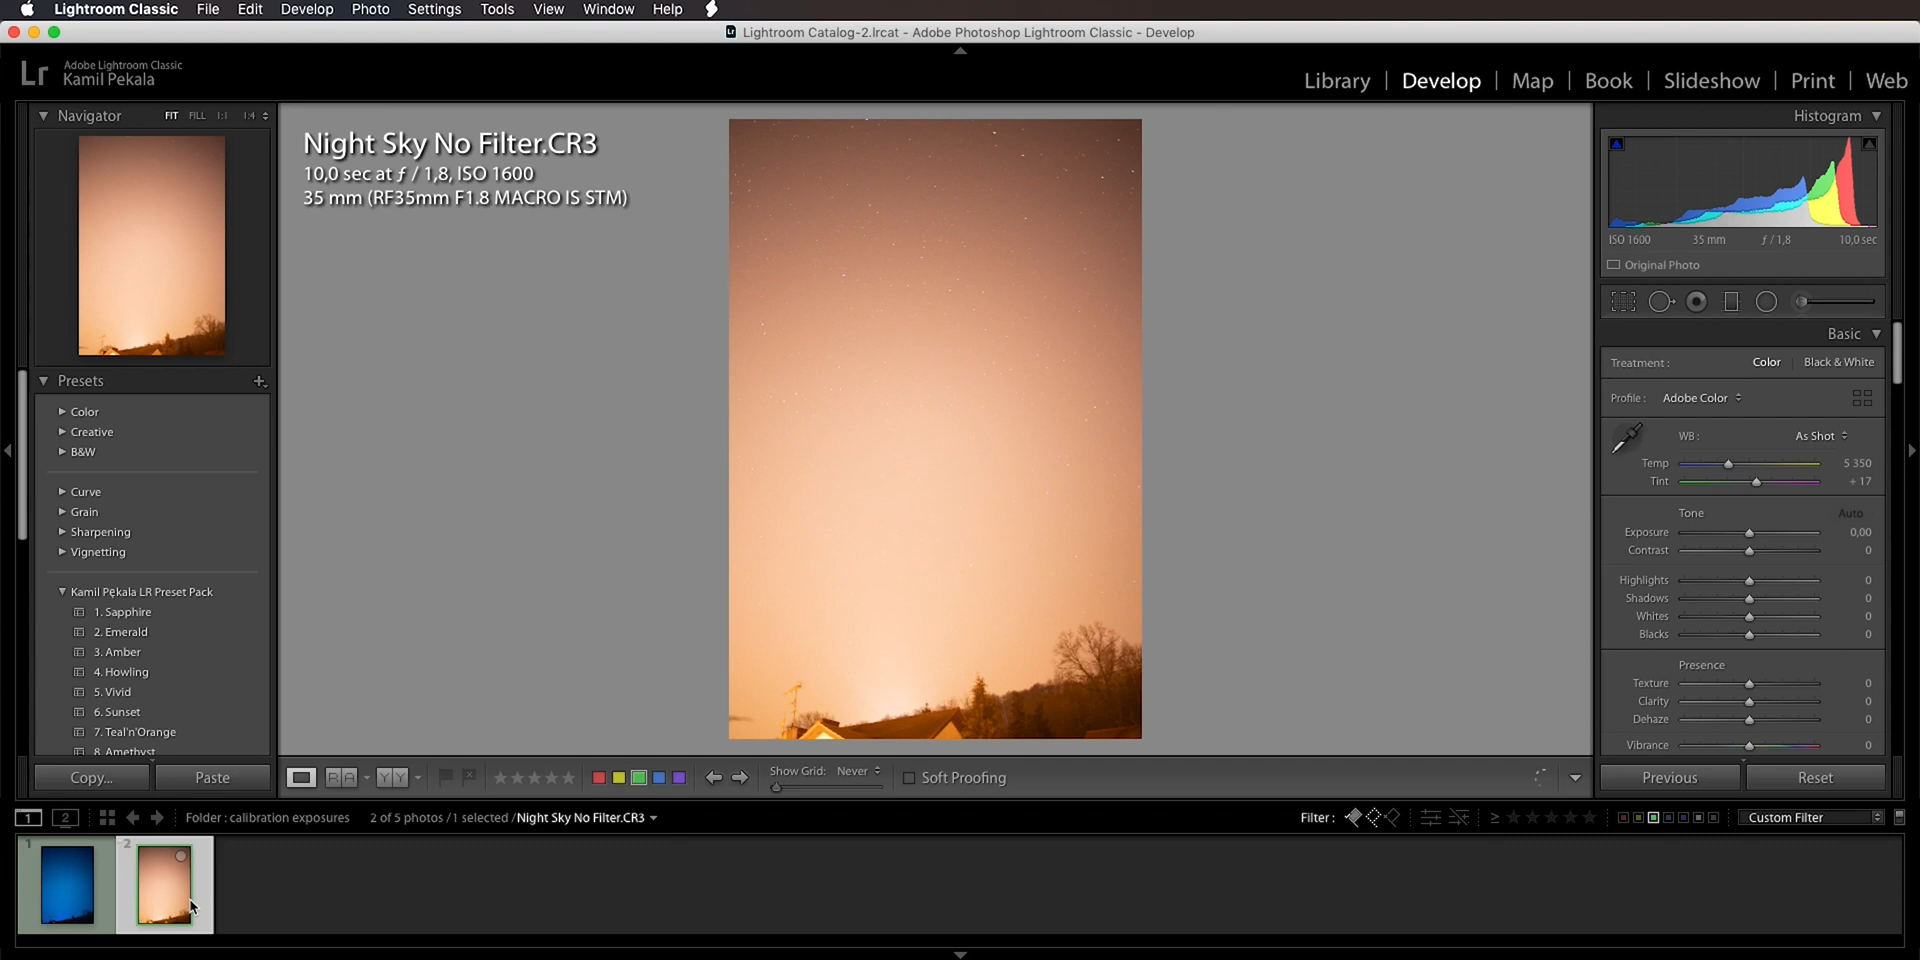 Lightroom Classic File Edit Develop Photo Settings Tools View Window Help
Lightroom Catalog-2.lrcat - Adobe Photoshop Lightroom Classic - Develop
Lr
Adobe Lightroom Classic
Kamil Pekala
Library | Develop | Map | Book | Slideshow | Print | Web
Navigator FIT FILL 1:1 1:4
Presets
Color
Creative
B&W
Curve
Grain
Sharpening
Vignetting
Kamil Pękala LR Preset Pack
1. Sapphire
2. Emerald
3. Amber
4. Howling
5. Vivid
6. Sunset
7. Teal'n'Orange
8. Amethyst
Copy... Paste
Night Sky No Filter.CR3
10,0 sec at ƒ / 1,8, ISO 1600
35 mm (RF35mm F1.8 MACRO IS STM)
Histogram
ISO 1600 35 mm ƒ / 1,8 10,0 sec
Original Photo
Basic
Treatment : Color Black & White
Profile : Adobe Color
WB : As Shot
Temp 5 350
Tint + 17
Tone Auto
Exposure 0,00
Contrast 0
Highlights 0
Shadows 0
Whites 0
Blacks 0
Presence
Texture 0
Clarity 0
Dehaze 0
Vibrance 0
R A Y Y Show Grid: Never Soft Proofing
Previous Reset
1 2 Folder : calibration exposures 2 of 5 photos / 1 selected / Night Sky No Filter.CR3 Filter : ≥ Custom Filter
1 2